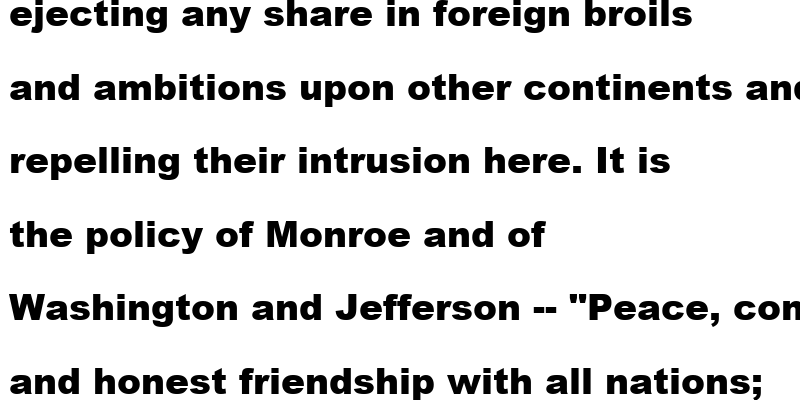 ejecting any share in foreign broils
and ambitions upon other continents and
repelling their intrusion here. It is
the policy of Monroe and of
Washington and Jefferson -- "Peace, com
and honest friendship with all nations;